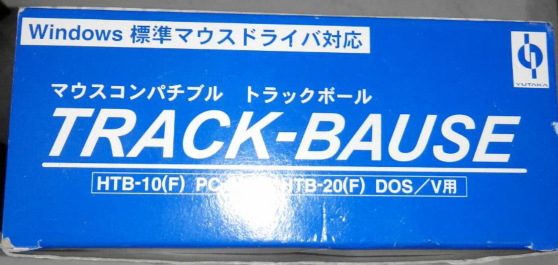 Windows 標準マウスドライバ対応
YUTAKA
マウスコンパチブル トラックボール
TRACK-BAUSE
HTB-10(F) HTB-20(F) DOS/V用